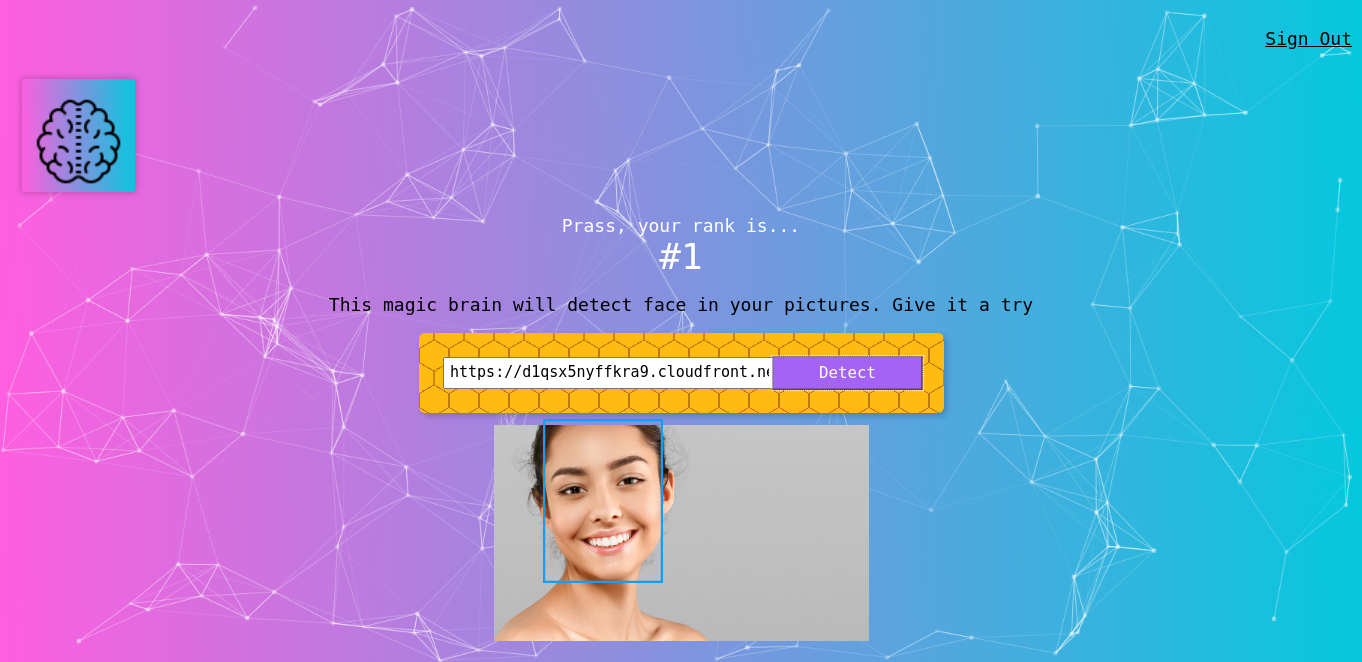 Sign Out
Prass, your rank is...
#1
This magic brain will detect face in your pictures. Give it a try
https://d1qsx5nyffkra9.cloudfront.ne
Detect